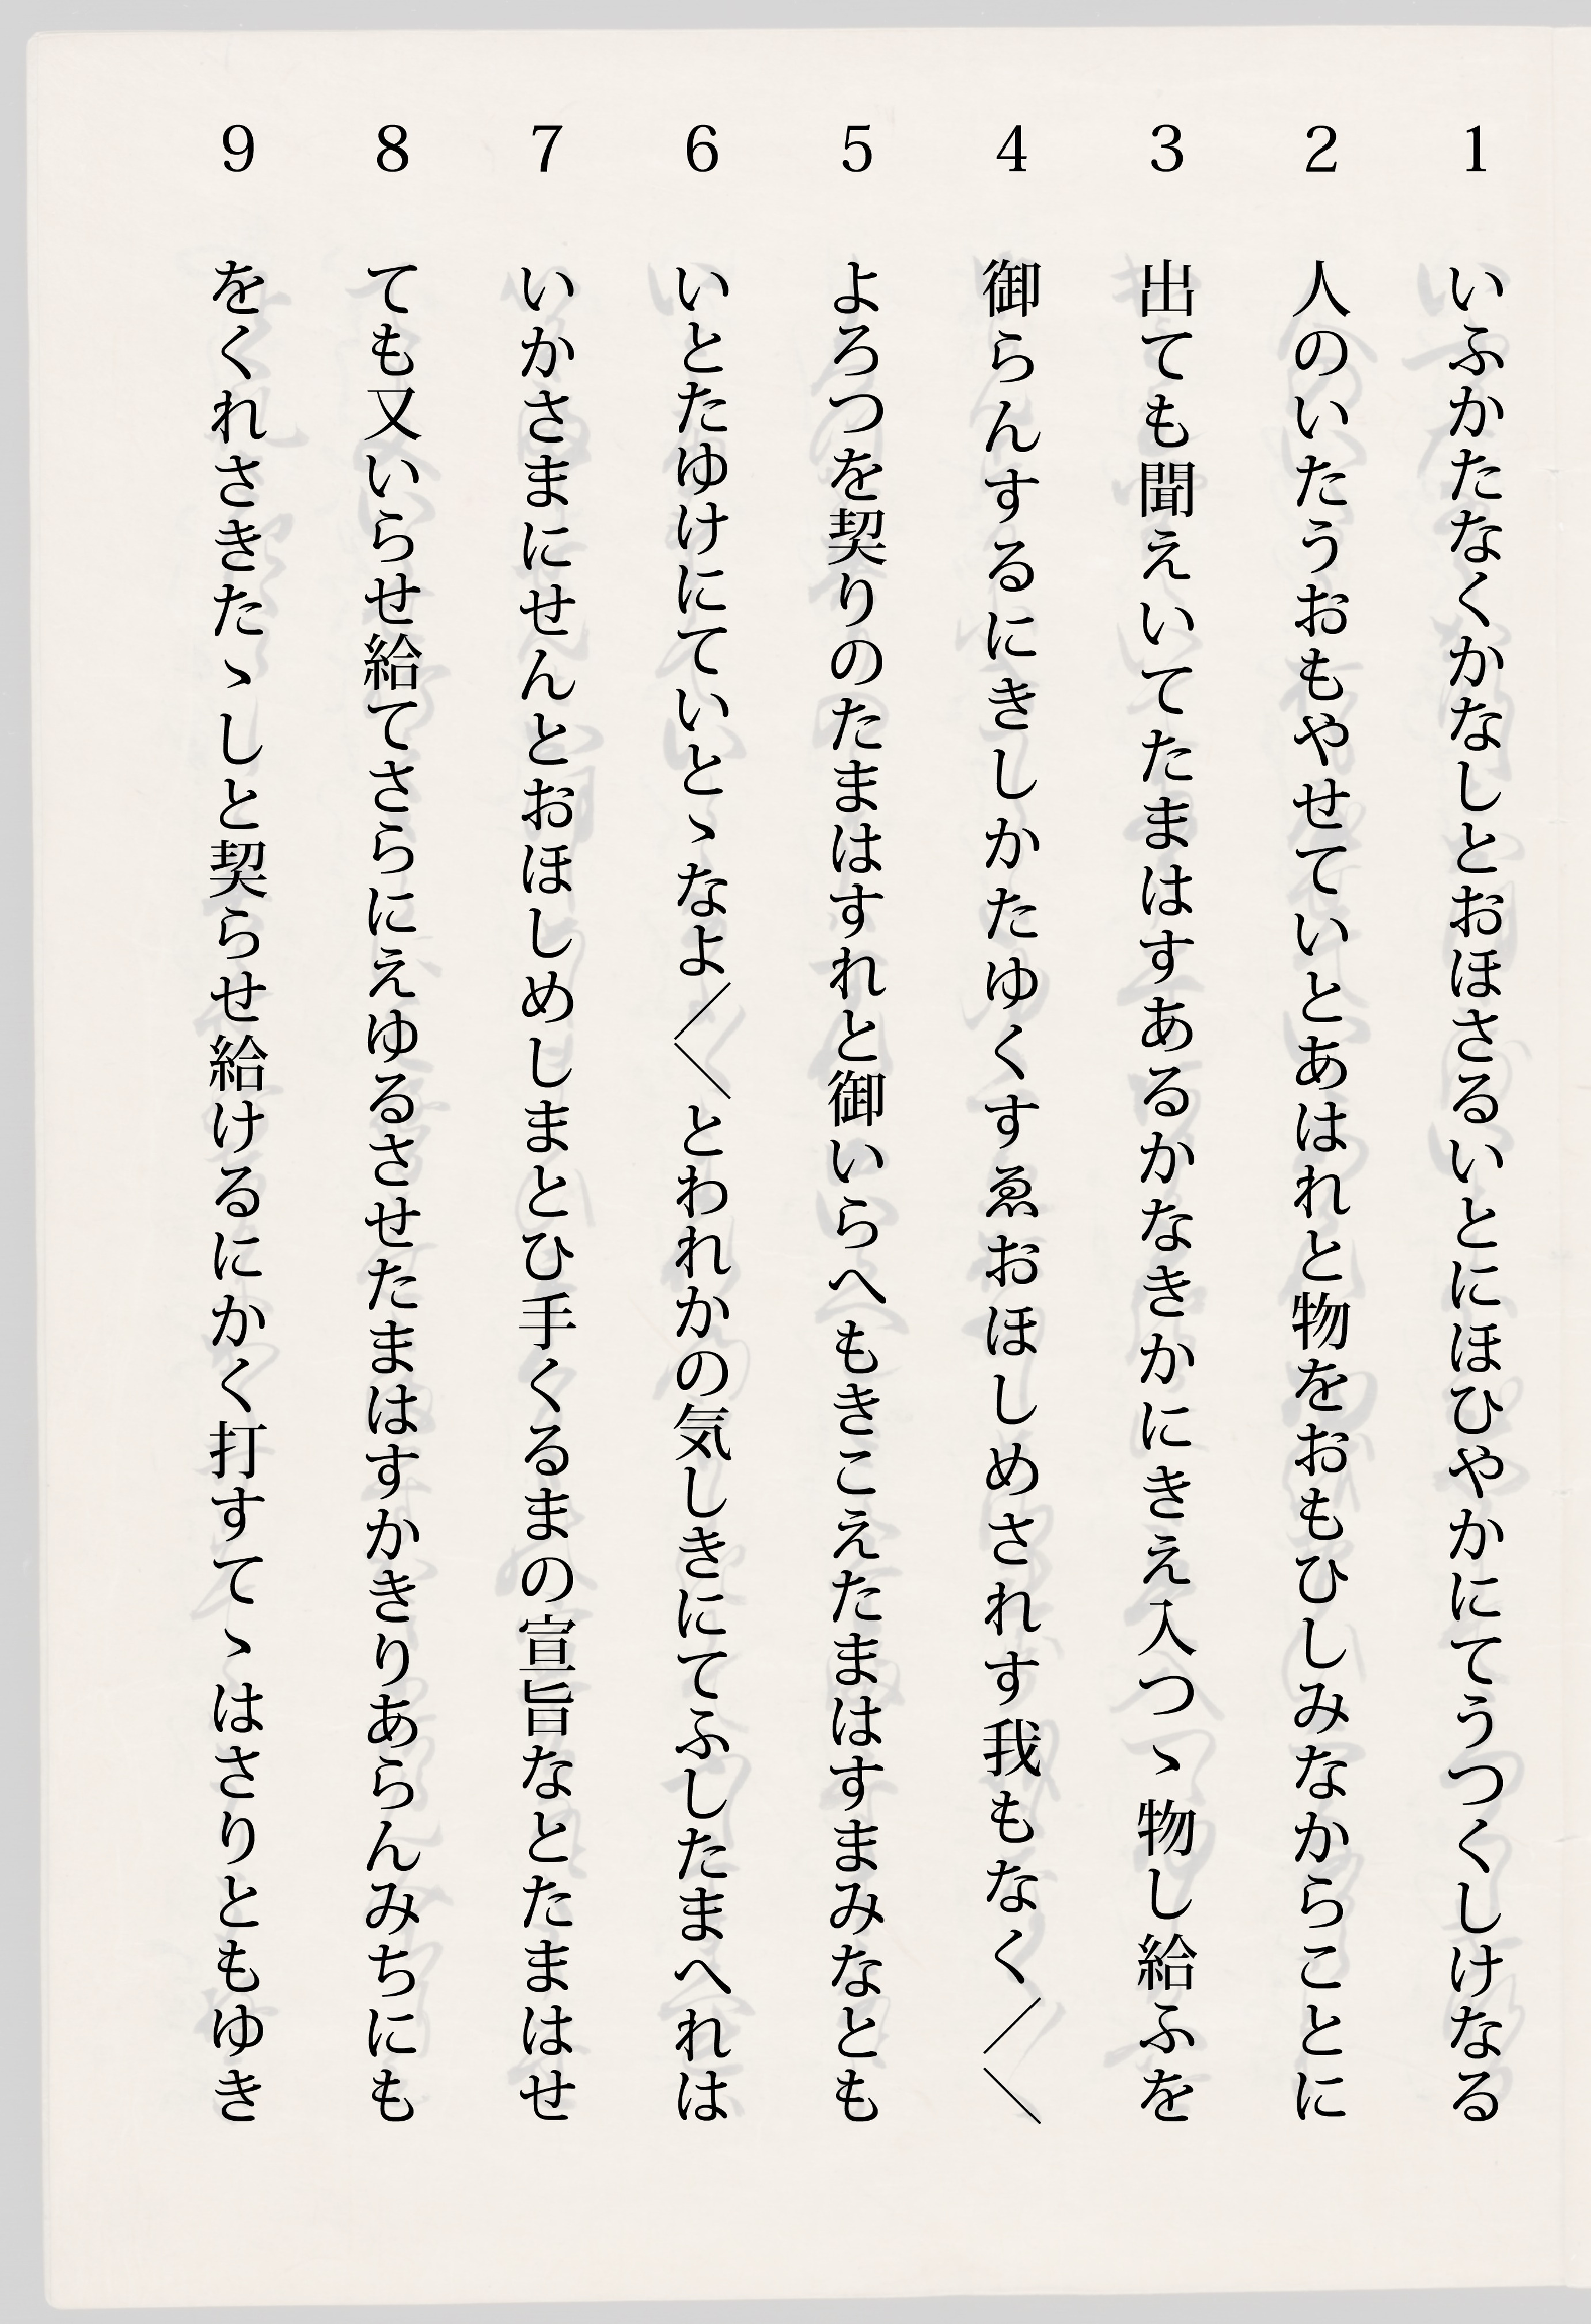 1 いふかたなくかなしとおほさるいとにほひやかにてうつくしけなる
2 人のいたうおもやせていとあはれと物をおもひしみなからことに
3 出ても聞えいてたまはすあるかなきかにきえ入つゝ物し給ふを
4 御らんするにきしかたゆくすゑおほしめされす我もなく〳〵
5 よろつを契りのたまはすれと御いらへもきこえたまはすまみなとも
6 いとたゆけにていとゝなよ〳〵とわれかの気しきにてふしたまへれは
7 いかさまにせんとおほしめしまとひ手くるまの宣旨なとたまはせ
8 ても又いらせ給てさらにえゆるさせたまはすかきりあらんみちにも
9 をくれさきたゝしと契らせ給けるにかく打すてゝはさりともゆき